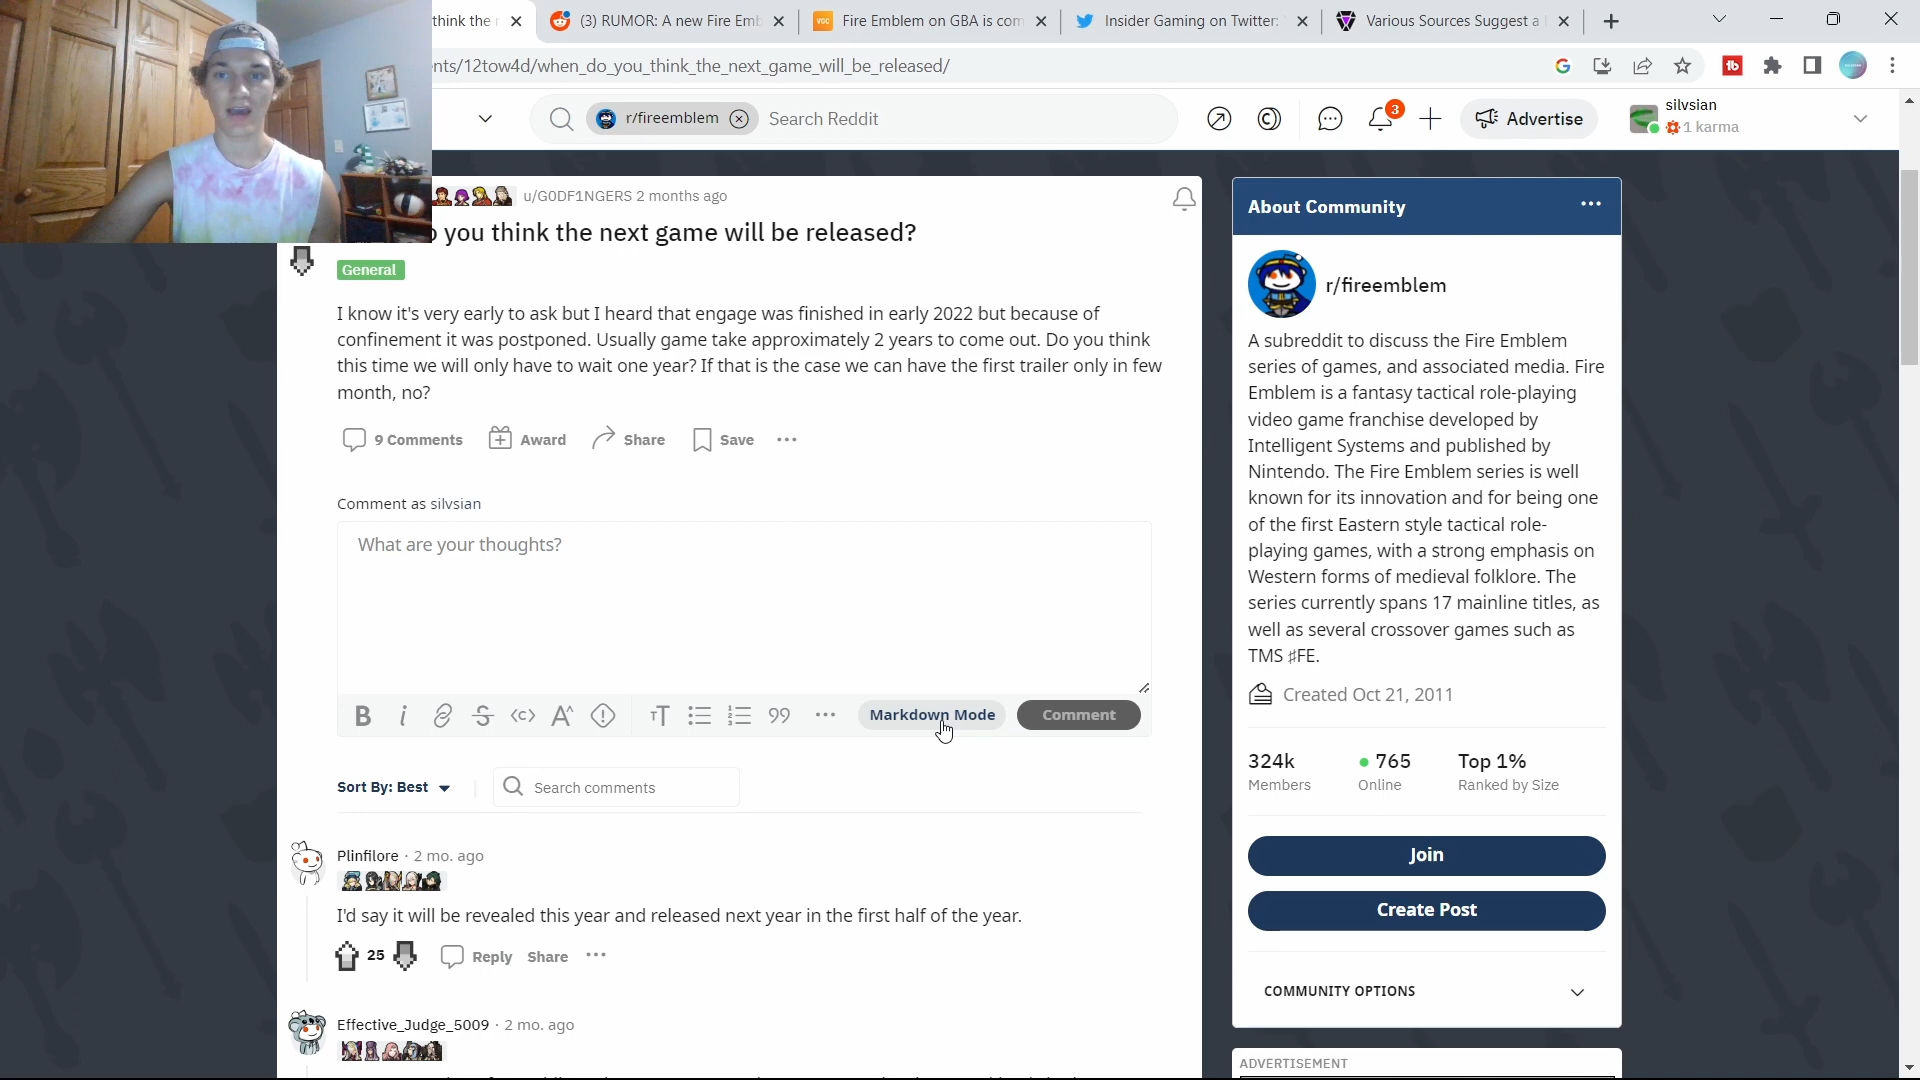 think the r
(3) RUMOR: A new Fire Emb
VGC
Fire Emblem on GBA is com
Insider Gaming on Twitter:
Various Sources Suggest a
nts/12tow4d/when_do_you_think_the_next_game_will_be_released/
r/fireemblem
Search Reddit
3
Advertise
silvsian
1 karma
u/G0DF1NGERS 2 months ago
you think the next game will be released?
General
I know it's very early to ask but I heard that engage was finished in early 2022 but because of
confinement it was postponed. Usually game take approximately 2 years to come out. Do you think
this time we will only have to wait one year? If that is the case we can have the first trailer only in few
month, no?
9 Comments
Award
Share
Save
Comment as silvsian
What are your thoughts?
Markdown Mode
Comment
Sort By: Best
Search comments
Plinfilore · 2 mo. ago
I'd say it will be revealed this year and released next year in the first half of the year.
25
Reply
Share
Effective_Judge_5009 · 2 mo. ago
About Community
r/fireemblem
A subreddit to discuss the Fire Emblem
series of games, and associated media. Fire
Emblem is a fantasy tactical role-playing
video game franchise developed by
Intelligent Systems and published by
Nintendo. The Fire Emblem series is well
known for its innovation and for being one
of the first Eastern style tactical role-
playing games, with a strong emphasis on
Western forms of medieval folklore. The
series currently spans 17 mainline titles, as
well as several crossover games such as
TMS ♯FE.
Created Oct 21, 2011
324k
Members
765
Online
Top 1%
Ranked by Size
Join
Create Post
COMMUNITY OPTIONS
ADVERTISEMENT